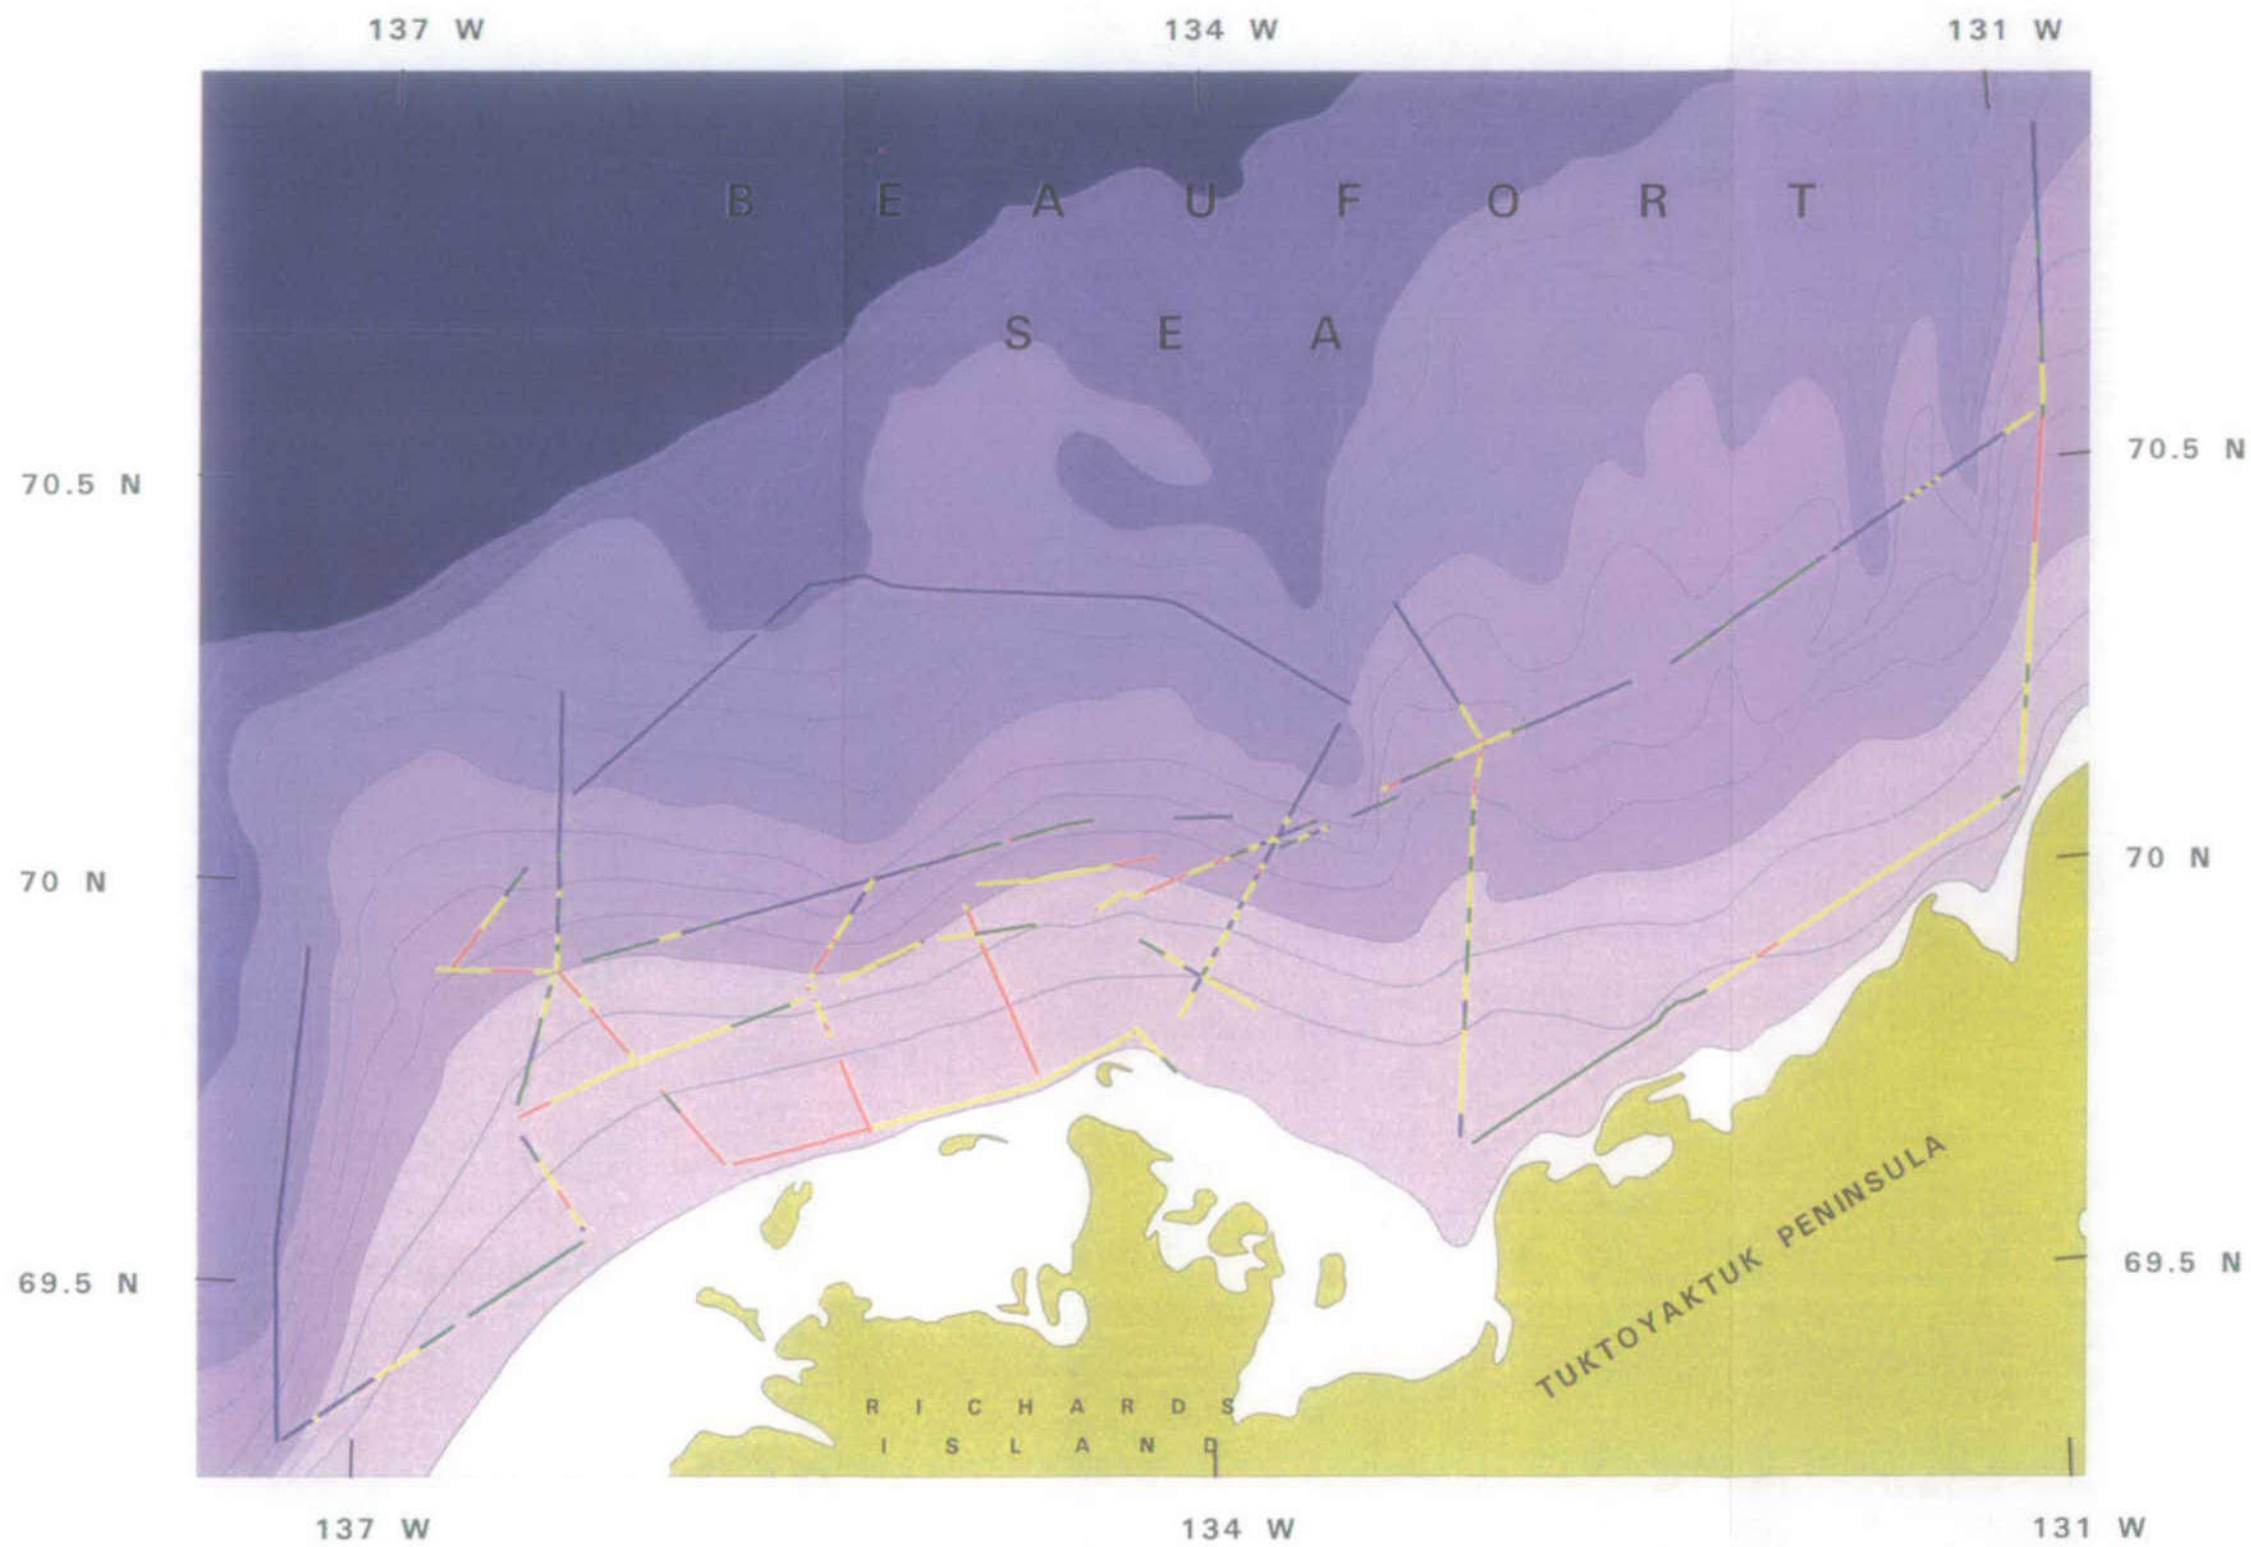 137 W 134 W 131 W
B E A U F O R T
S E A
70.5 N 70.5 N
70 N 70 N
69.5 N 69.5 N
TUKTOYAKTUK PENINSULA
R I C H A R D S
I S L A N D
137 W 134 W 131 W